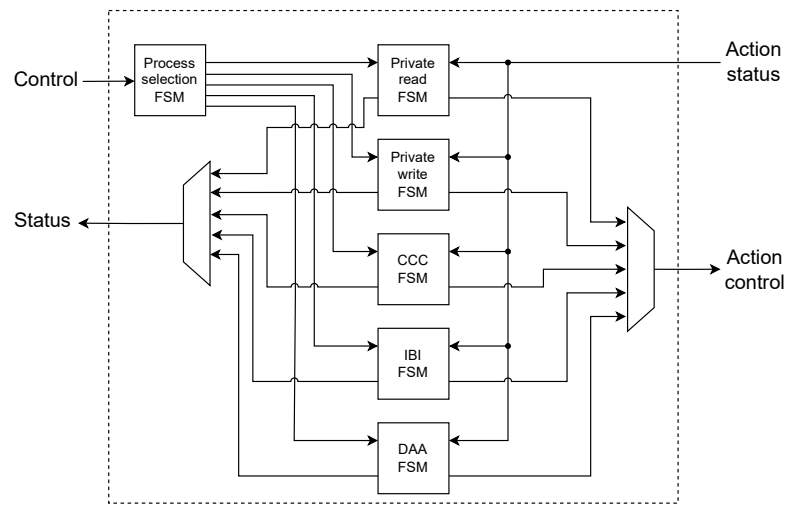 Control
Process
selection
FSM
Private
read
FSM
Action
status
Private
write
FSM
Status
CCC
FSM
Action
control
IBI
FSM
DAA
FSM